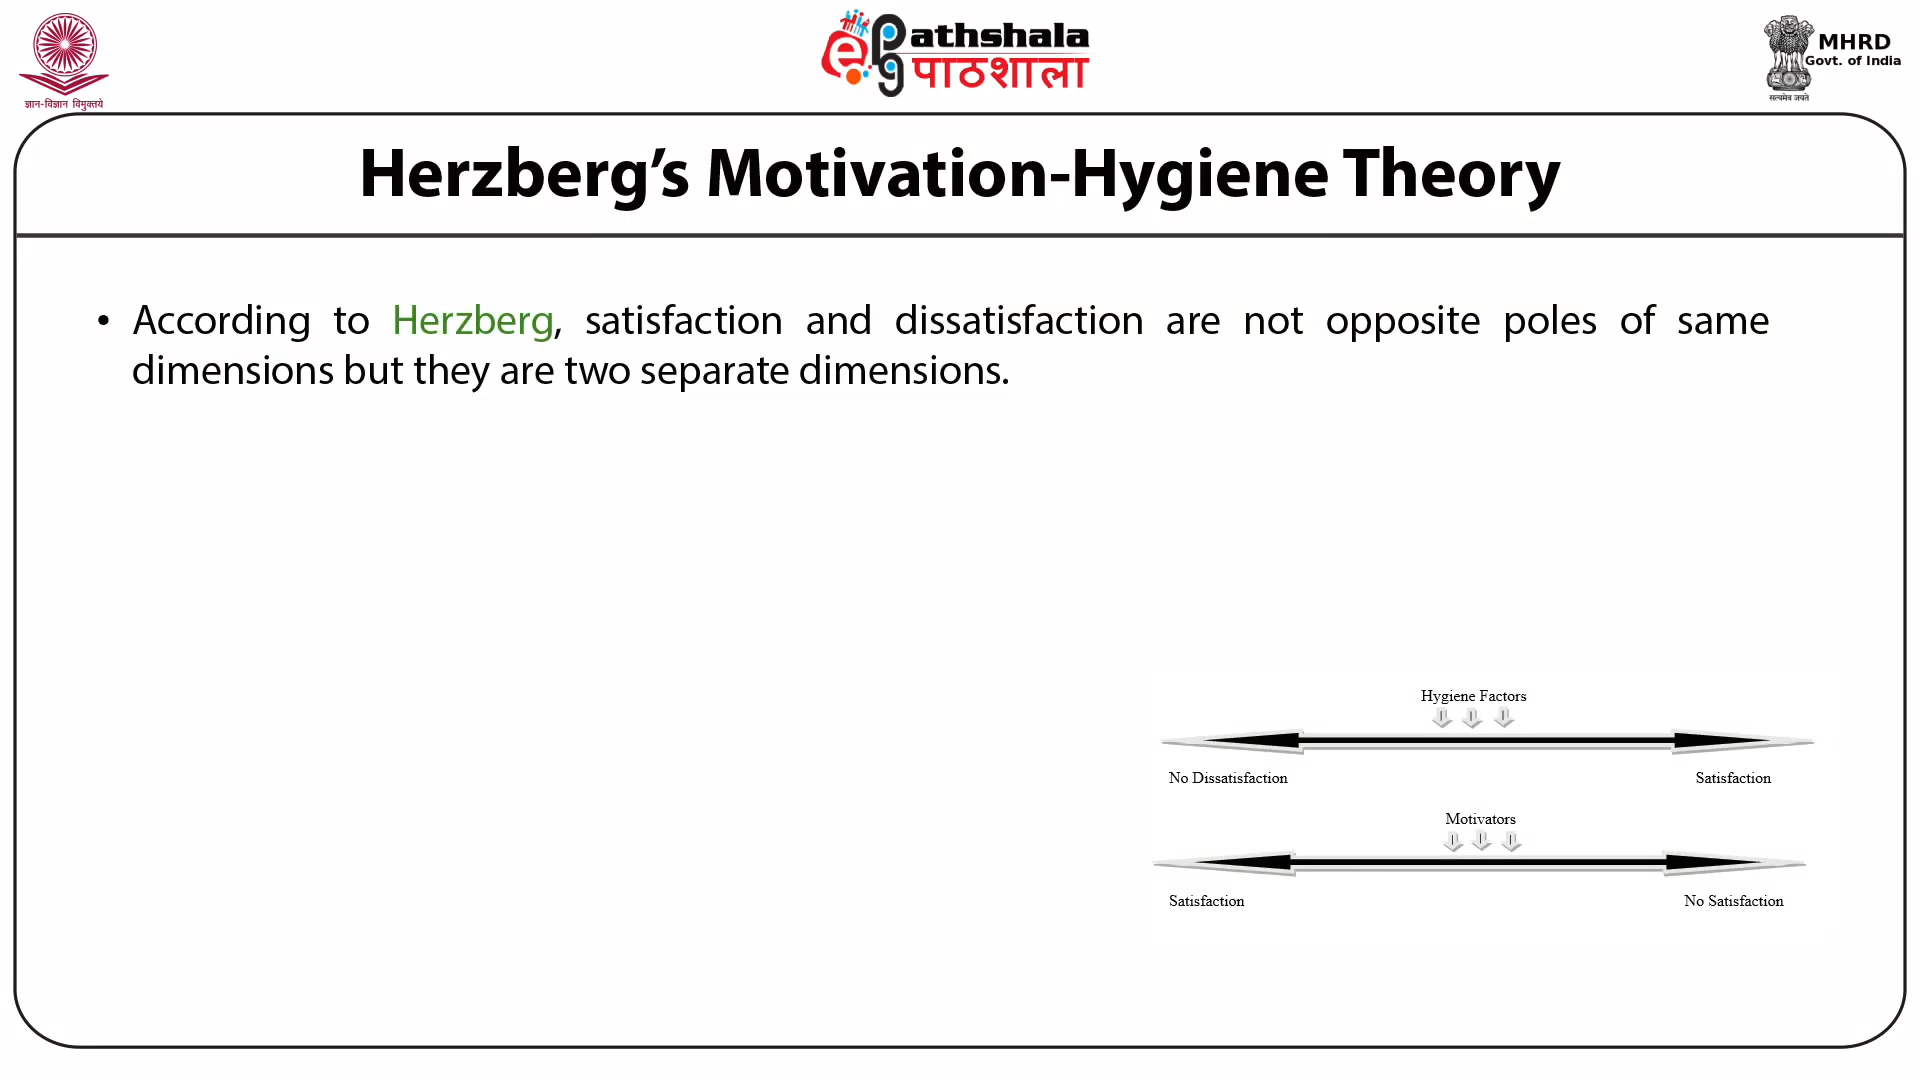 ज्ञान-विज्ञान विमुक्तये
e Pg athshala
पाठशाला
MHRD
Govt. of India
सत्यमेव जयते
Herzberg’s Motivation-Hygiene Theory
• According to Herzberg, satisfaction and dissatisfaction are not opposite poles of same
dimensions but they are two separate dimensions.
Hygiene Factors
No Dissatisfaction Satisfaction
Motivators
Satisfaction No Satisfaction